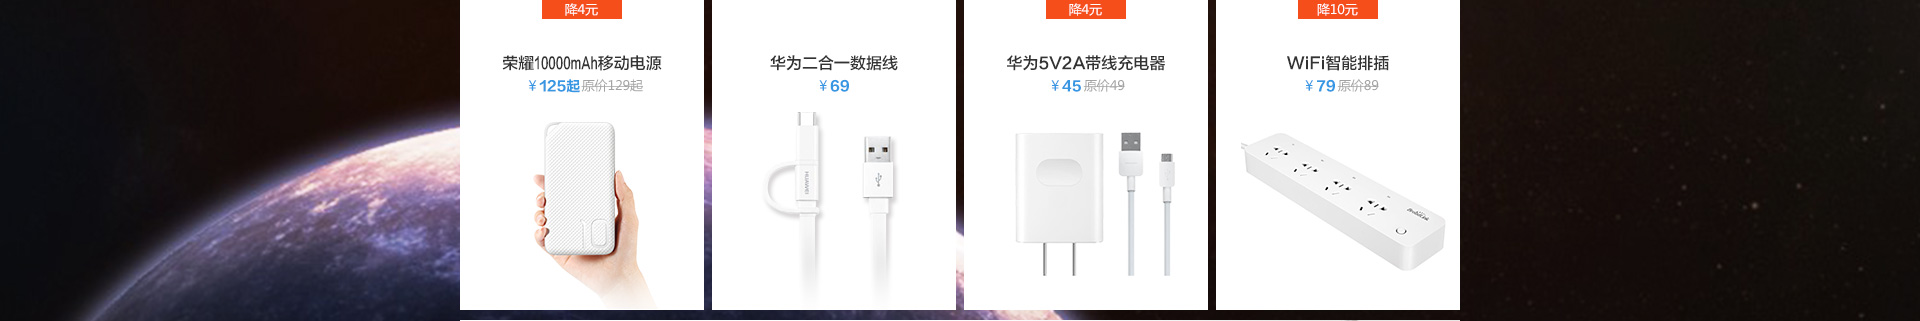 降4元
荣耀10000mAh移动电源
¥125起 原价129起
10
华为二合一数据线
¥69
HUAWEI
降4元
华为5V2A带线充电器
¥45 原价49
降10元
WiFi智能排插
¥79 原价89